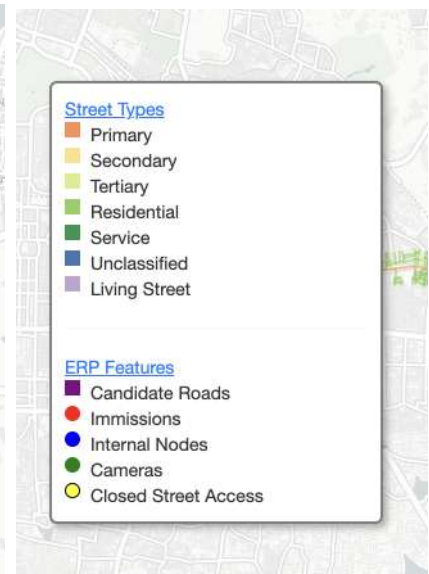 Street Types
Primary
Secondary
Tertiary
Residential
Service
Unclassified
Living Street
ERP Features
Candidate Roads
Immissions
Internal Nodes
Cameras
Closed Street Access